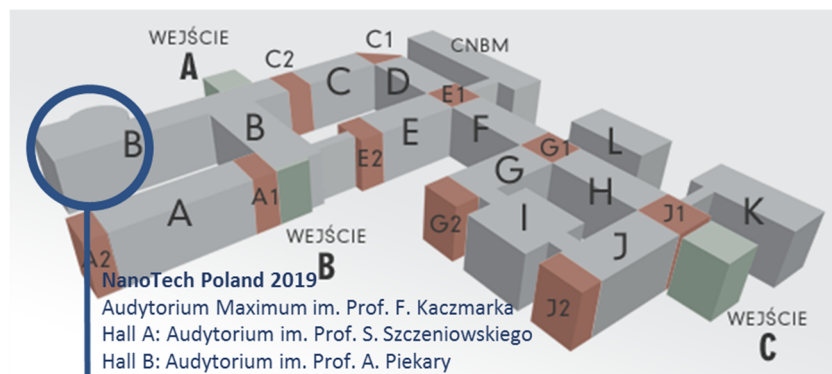 WEJŚCIE
A
C2
C1
CNBM
C
D
E1
B
B
E
F
E2
G1
L
G
H
A
A1
G2
I
J1
K
J
A2
WEJŚCIE
B
J2
WEJŚCIE
C
NanoTech Poland 2019
Audytorium Maximum im. Prof. F. Kaczmarka
Hall A: Audytorium im. Prof. S. Szczeniowskiego
Hall B: Audytorium im. Prof. A. Piekary